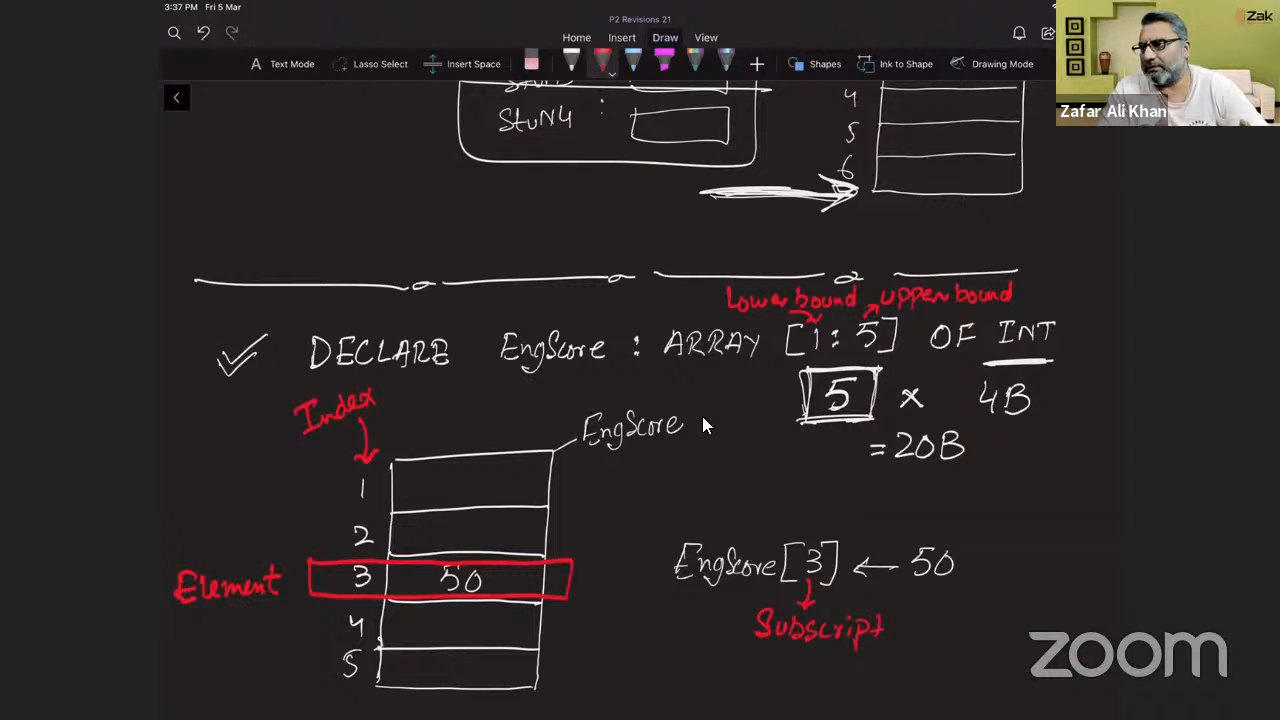 3:37 PM Fri 5 Mar
P2 Revisions 21
Home Insert Draw View
Text Mode Lasso Select Insert Space Shapes Ink to Shape Drawing Mode
Zak
Zafar Ali Khan
StuN4 :
4
5
6
Lower bound upper bound
DECLARE EngScore : ARRAY [1:5] OF INT
5 x 4B
= 20B
Index
EngScore
1
2
Element 3 50
4
5
EngScore[3] ← 50
Subscript
zoom